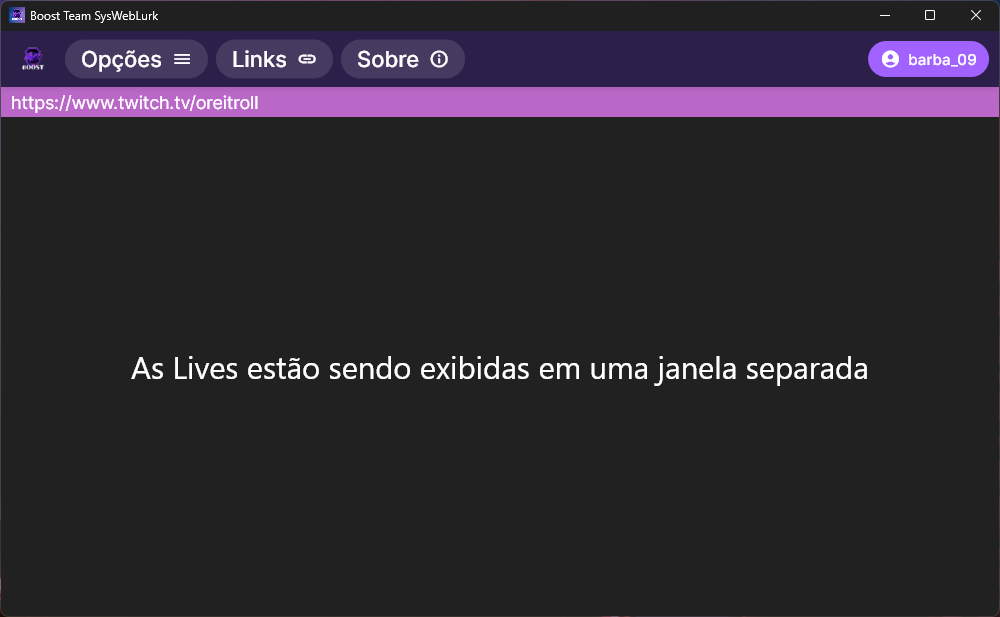 Boost Team SysWebLurk
BOOST
Opções
Links
Sobre
barba_09
https://www.twitch.tv/oreitroll
As Lives estão sendo exibidas em uma janela separada